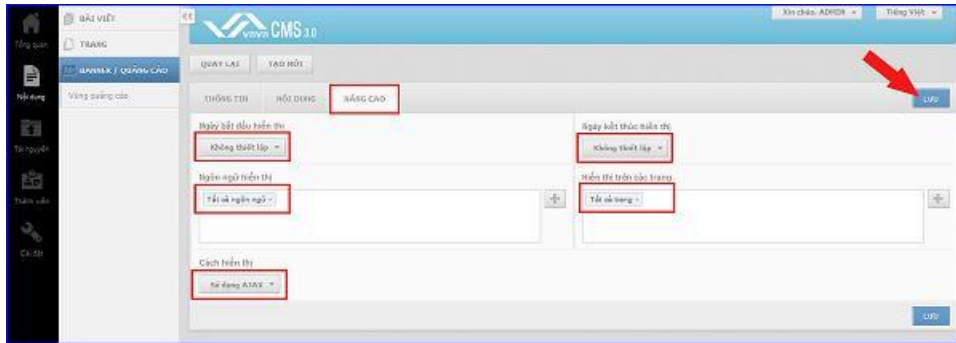 BÀI VIẾT
TRANG
BANNER / QUẢNG CÁO
Vùng quảng cáo
Tổng quan
Nội dung
Tài nguyên
Thành viên
Cài đặt
vava CMS 3.0
Xin chào, ADMIN
Tiếng Việt
QUAY LẠI
TẠO MỚI
THÔNG TIN
NỘI DUNG
NÂNG CAO
LƯU
Ngày bắt đầu hiển thị
Không thiết lập
Ngày kết thúc hiển thị
Không thiết lập
Ngôn ngữ hiển thị
Tất cả ngôn ngữ
Hiển thị trên các trang
Tất cả trang
Cách hiển thị
Sử dụng AJAX
LƯU